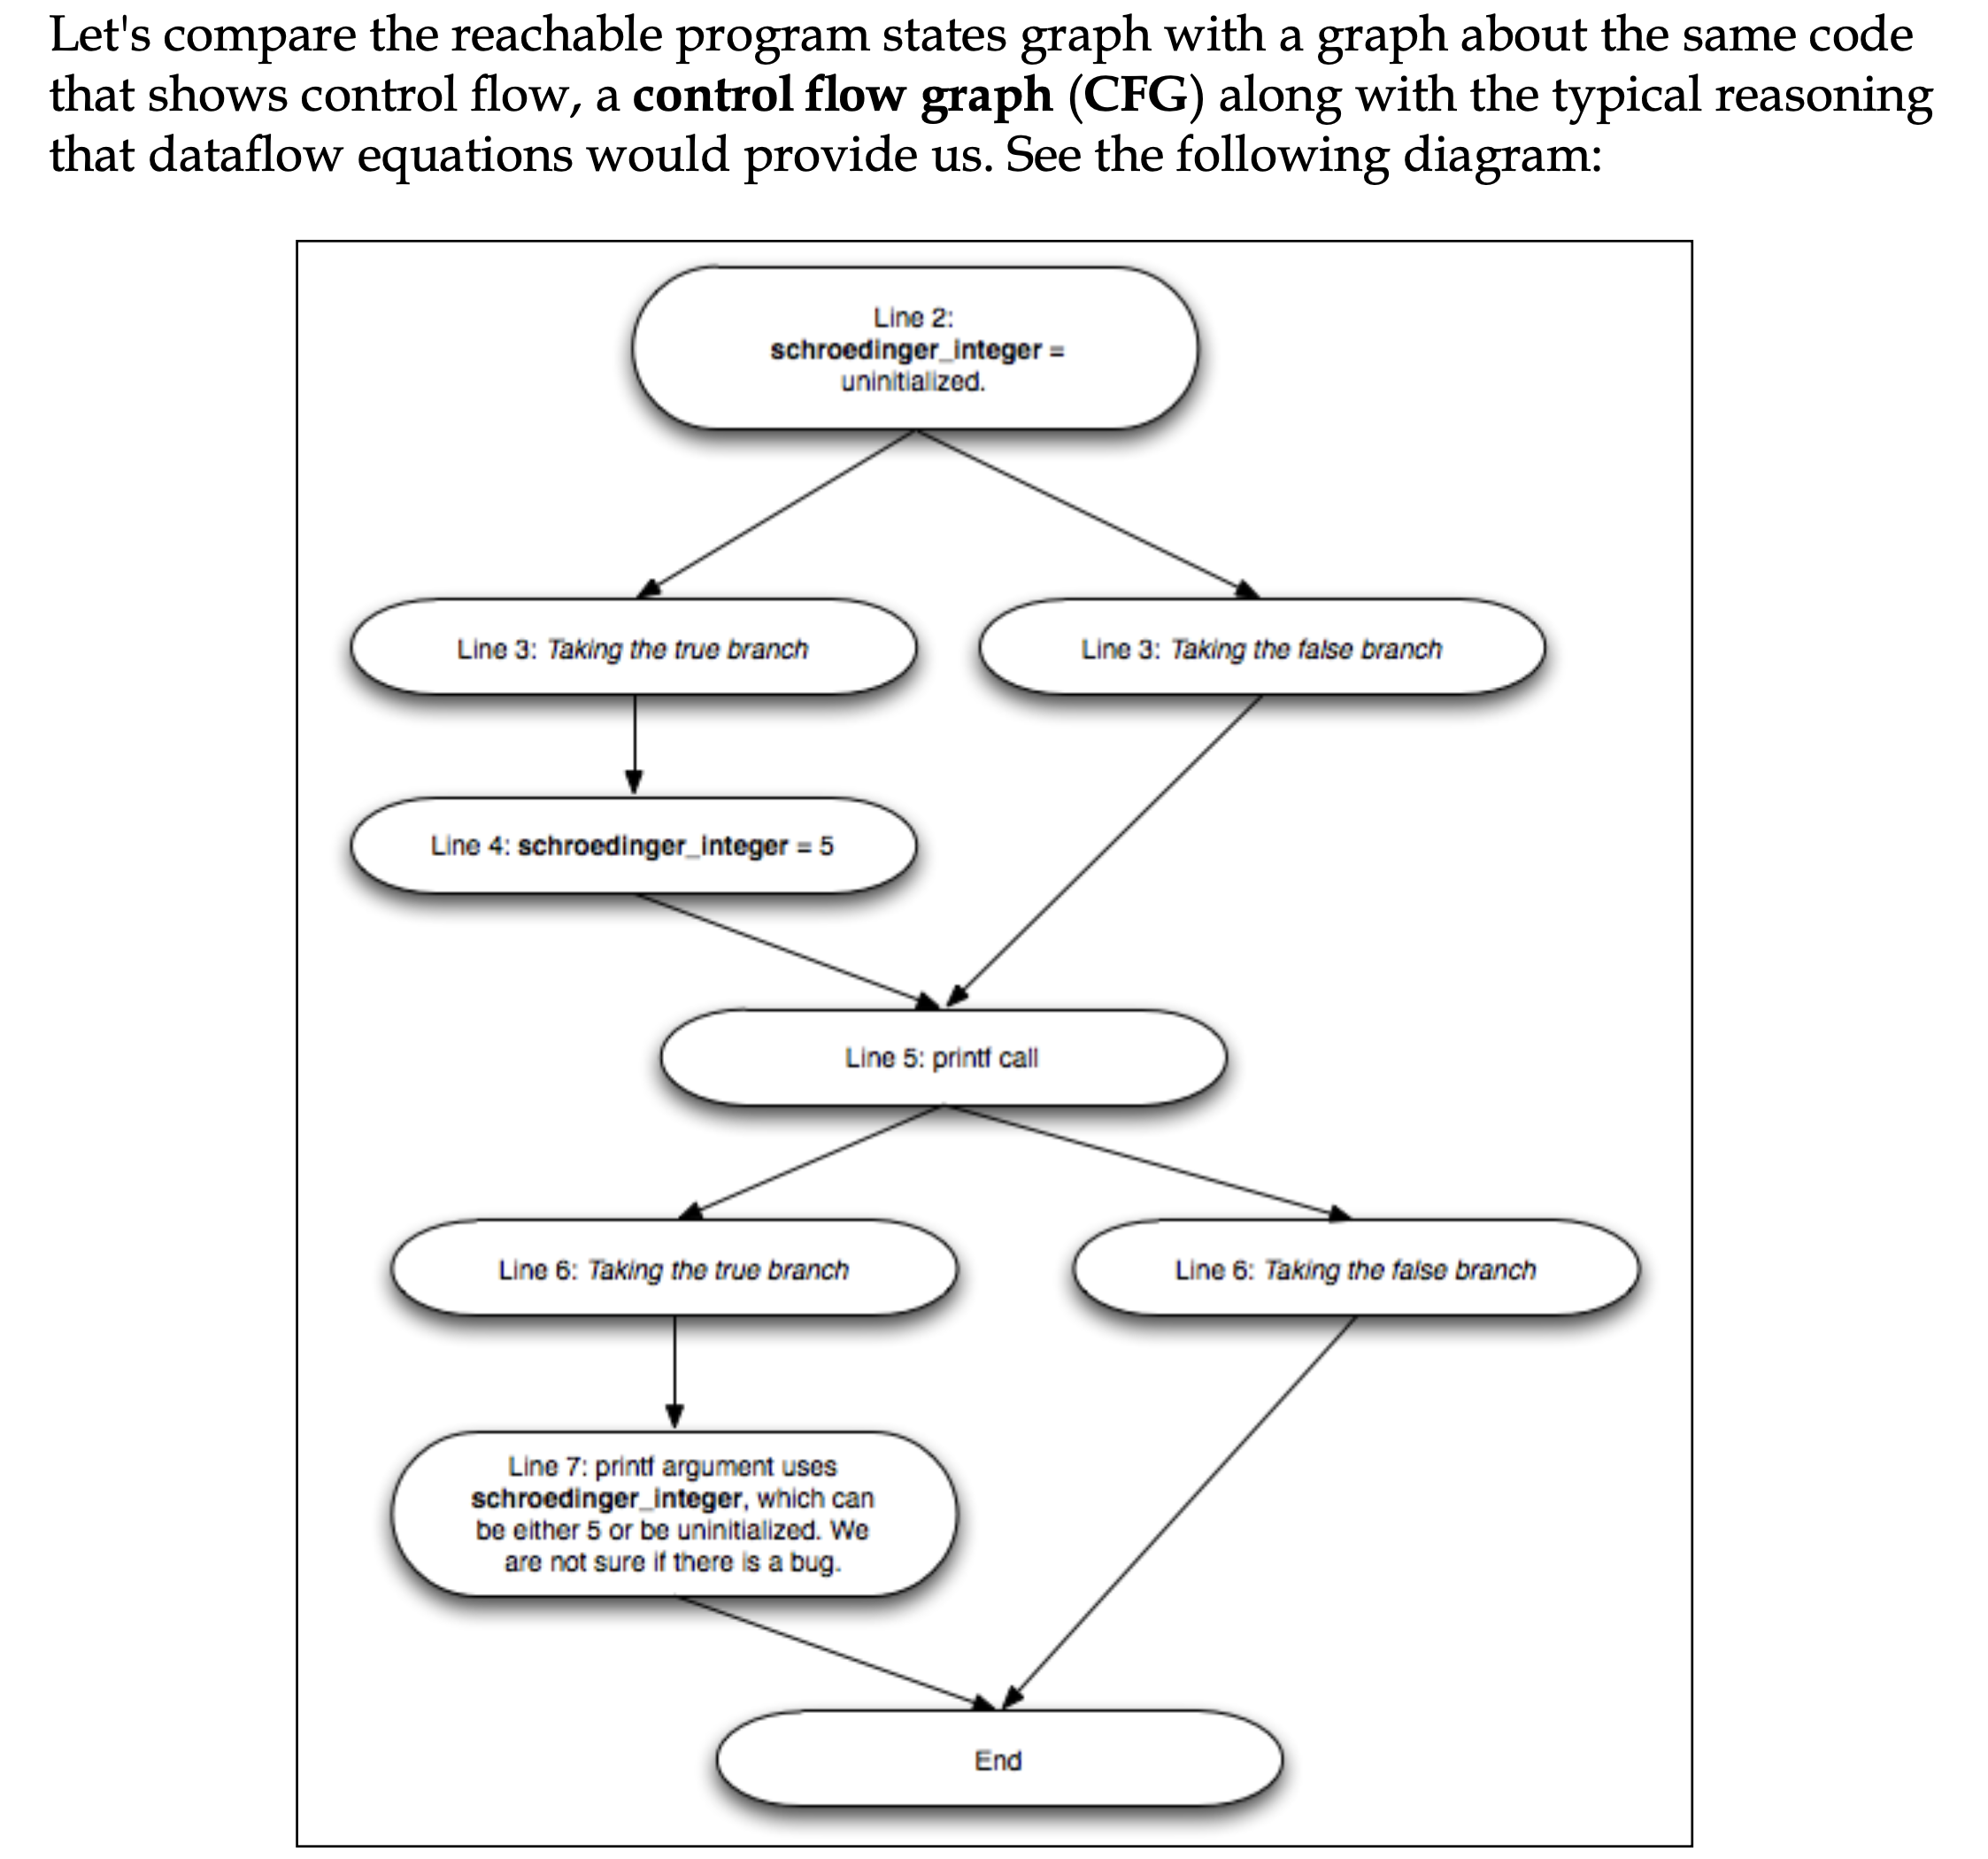 Let's compare the reachable program states graph with a graph about the same code
that shows control flow, a control flow graph (CFG) along with the typical reasoning
that dataflow equations would provide us. See the following diagram:
Line 2:
schroedinger_integer =
uninitialized.
Line 3: Taking the true branch
Line 3: Taking the false branch
Line 4: schroedinger_integer = 5
Line 5: printf call
Line 6: Taking the true branch
Line 6: Taking the false branch
Line 7: printf argument uses
schroedinger_integer, which can
be either 5 or be uninitialized. We
are not sure if there is a bug.
End